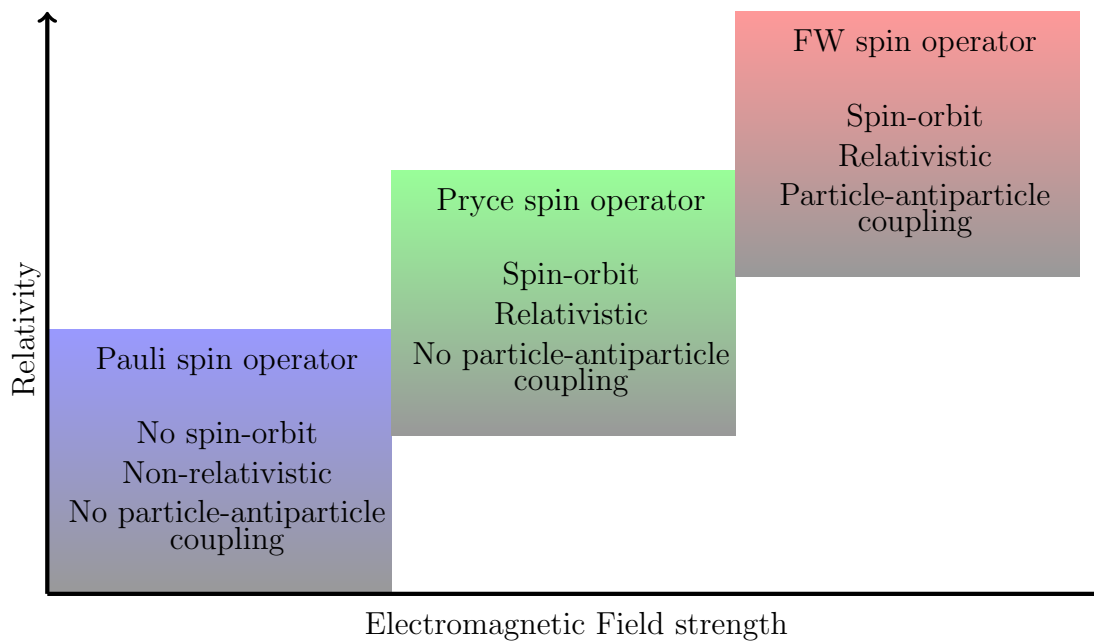 FW spin operator
Spin-orbit
Relativistic
Particle-antiparticle
coupling
Pryce spin operator
Spin-orbit
Relativistic
No particle-antiparticle
coupling
Pauli spin operator
No spin-orbit
Non-relativistic
No particle-antiparticle
coupling
Relativity
Electromagnetic Field strength